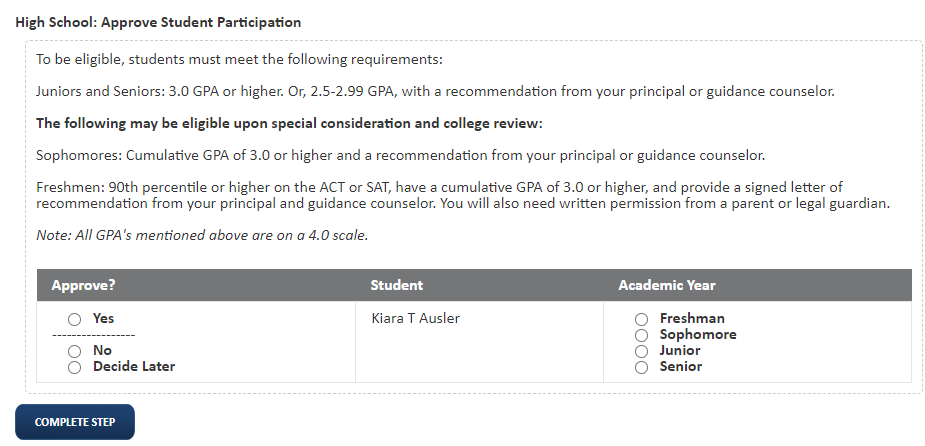 High School: Approve Student Participation
To be eligible, students must meet the following requirements:
Juniors and Seniors: 3.0 GPA or higher. Or, 2.5-2.99 GPA, with a recommendation from your principal or guidance counselor.
The following may be eligible upon special consideration and college review:
Sophomores: Cumulative GPA of 3.0 or higher and a recommendation from your principal or guidance counselor.
Freshmen: 90th percentile or higher on the ACT or SAT, have a cumulative GPA of 3.0 or higher, and provide a signed letter of
recommendation from your principal and guidance counselor. You will also need written permission from a parent or legal guardian.
Note: All GPA's mentioned above are on a 4.0 scale.
Approve? Student Academic Year
Yes Kiara T Ausler Freshman
------------------ Sophomore
No Junior
Decide Later Senior
COMPLETE STEP